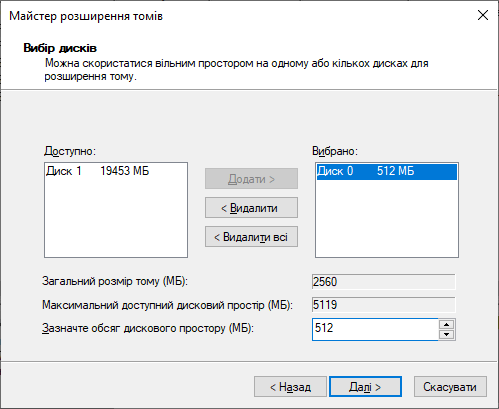 Майстер розширення томів
Вибір дисків
Можна скористатися вільним простором на одному або кількох дисках для
розширення тому.
Доступно:
Вибрано:
Диск 1 19453 МБ
Додати >
Диск 0 512 МБ
< Видалити
< Видалити всі
Загальний розмір тому (МБ): 2560
Максимальний доступний дисковий простір (МБ): 5119
Зазначте обсяг дискового простору (МБ): 512
< Назад
Далі >
Скасувати